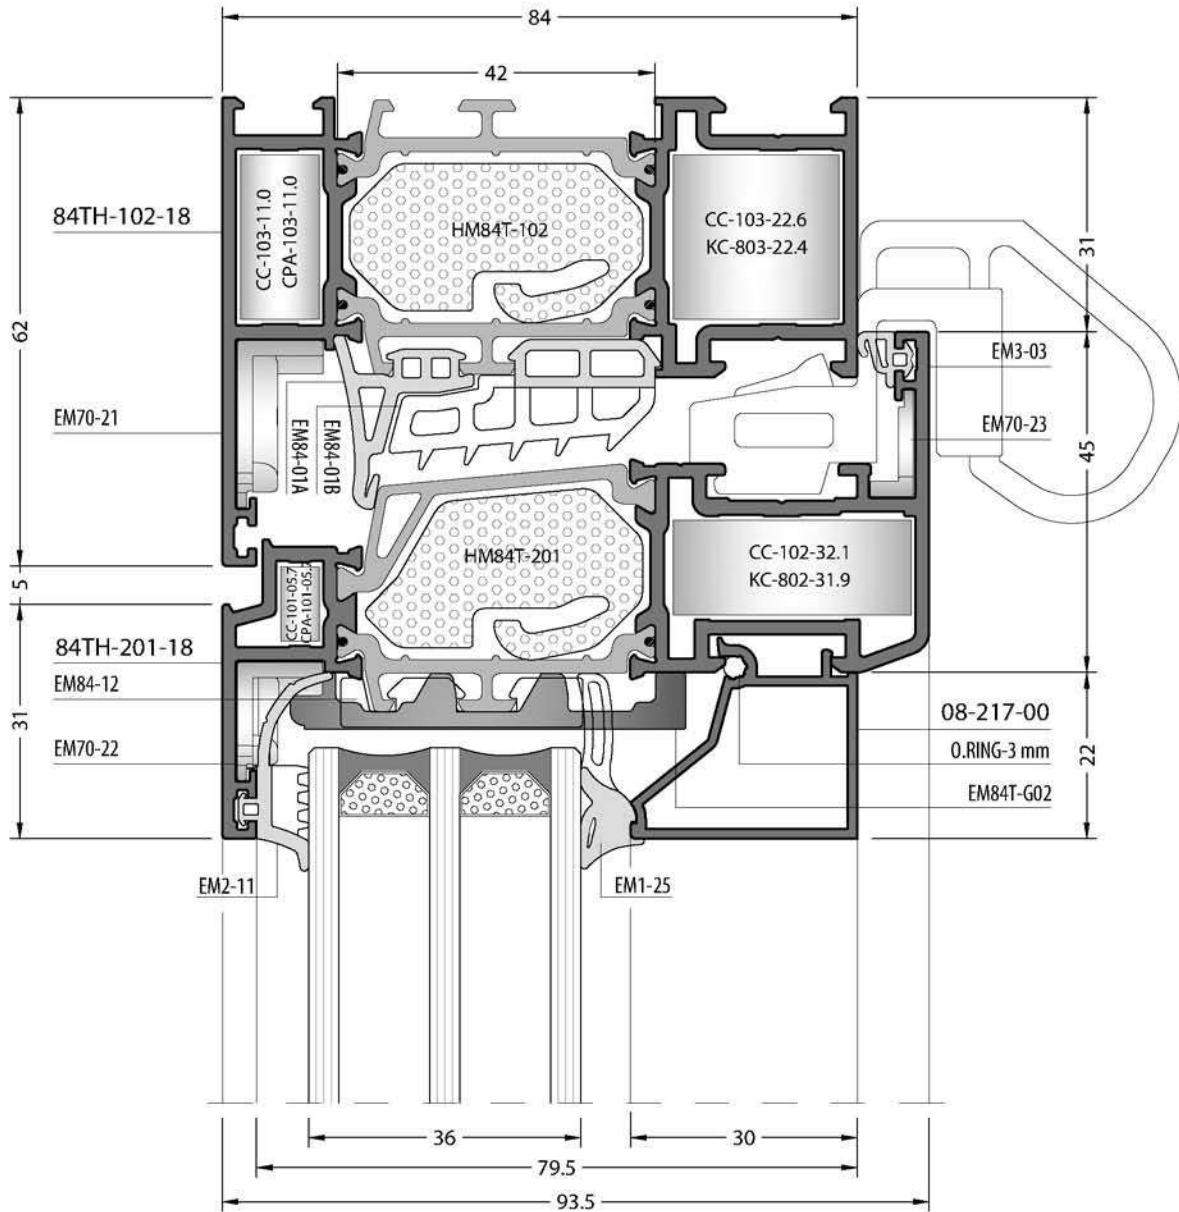 84
42
84TH-102-18
CC-103-11.0
CPA-103-11.0
HM84T-102
CC-103-22.6
KC-803-22.4
31
62
EM3-03
EM70-21
EM84-01A
EM84-01B
EM70-23
45
HM84T-201
CC-102-32.1
KC-802-31.9
5
CC-101-05.7
CPA-101-05.7
84TH-201-18
EM84-12
31
08-217-00
EM70-22
O.RING-3 mm
22
EM84T-G02
EM2-11
EM1-25
36
30
79.5
93.5